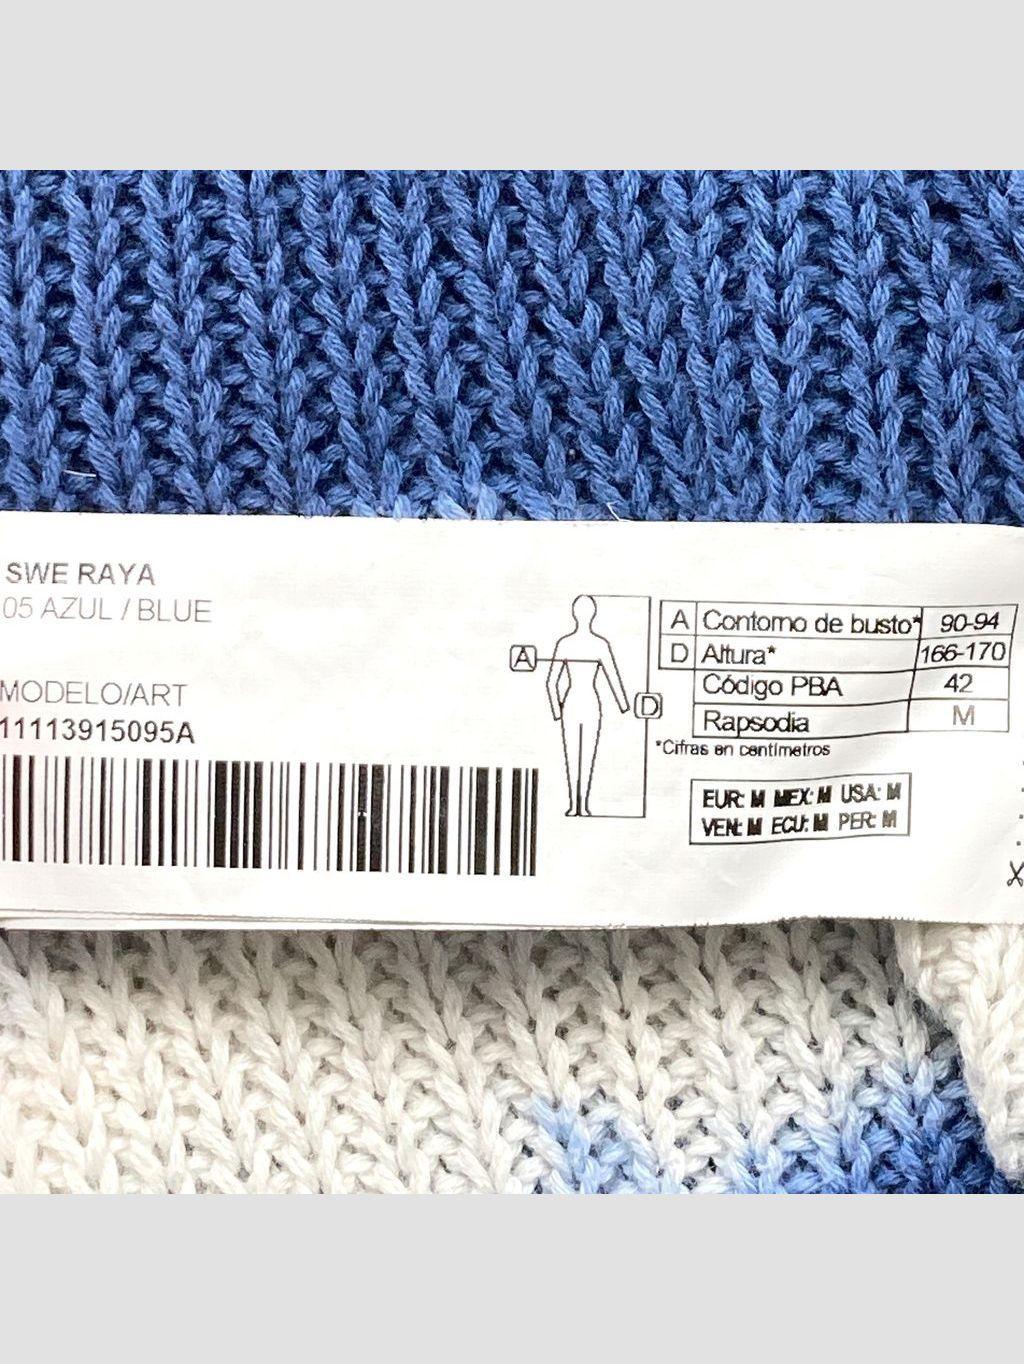 SWE RAYA
05 AZUL / BLUE
MODELO/ART
11113915095A
A
D
A Contorno de busto* 90-94
D Altura* 166-170
Código PBA 42
Rapsodia M
*Cifras en centímetros
EUR: M MEX: M USA: M
VEN: M ECU: M PER: M